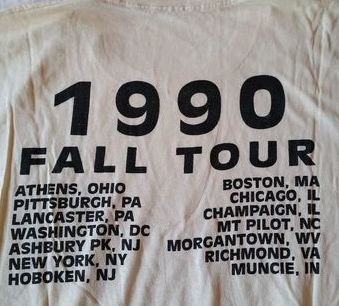 1990
FALL TOUR
ATHENS, OHIO
PITTSBURGH, PA
LANCASTER, PA
WASHINGTON, DC
ASHBURY PK, NJ
NEW YORK, NY
HOBOKEN, NJ
BOSTON, MA
CHICAGO, IL
CHAMPAIGN, IL
MT PILOT, NC
MORGANTOWN, WV
RICHMOND, VA
MUNCIE, IN